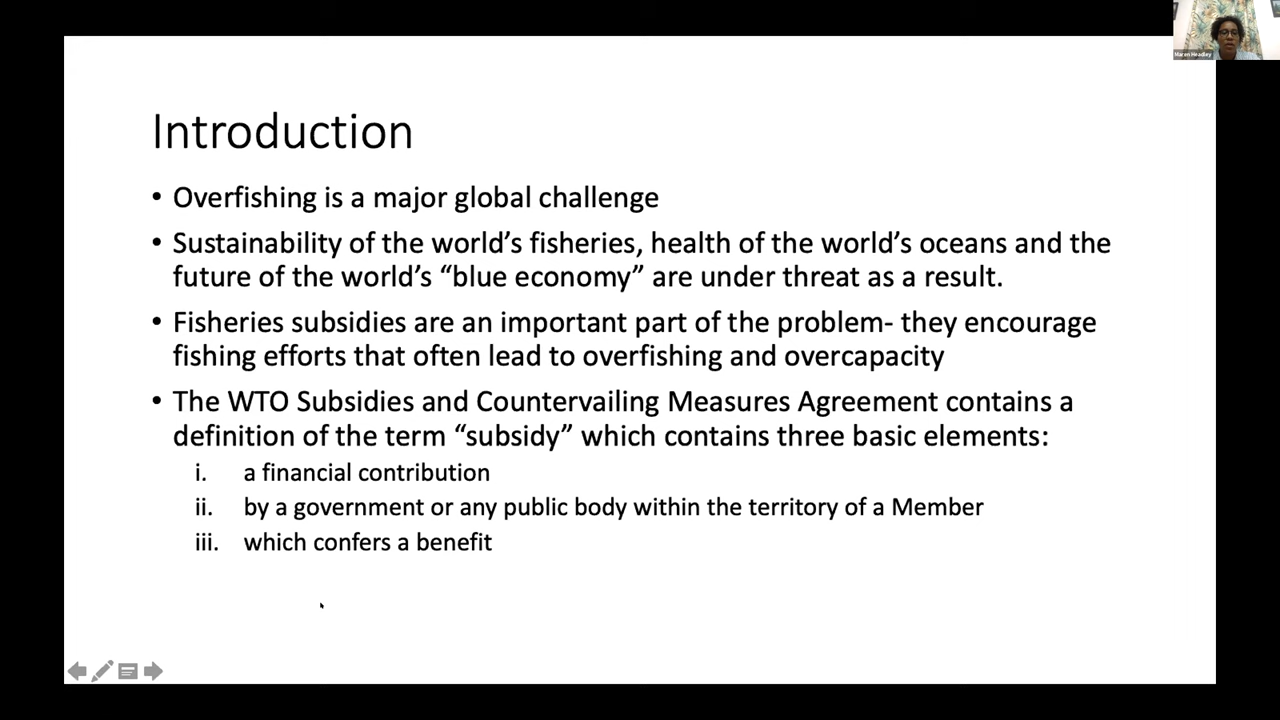 Maren Headley
Introduction
• Overfishing is a major global challenge
• Sustainability of the world’s fisheries, health of the world’s oceans and the
future of the world’s “blue economy” are under threat as a result.
• Fisheries subsidies are an important part of the problem- they encourage
fishing efforts that often lead to overfishing and overcapacity
• The WTO Subsidies and Countervailing Measures Agreement contains a
definition of the term “subsidy” which contains three basic elements:
i. a financial contribution
ii. by a government or any public body within the territory of a Member
iii. which confers a benefit